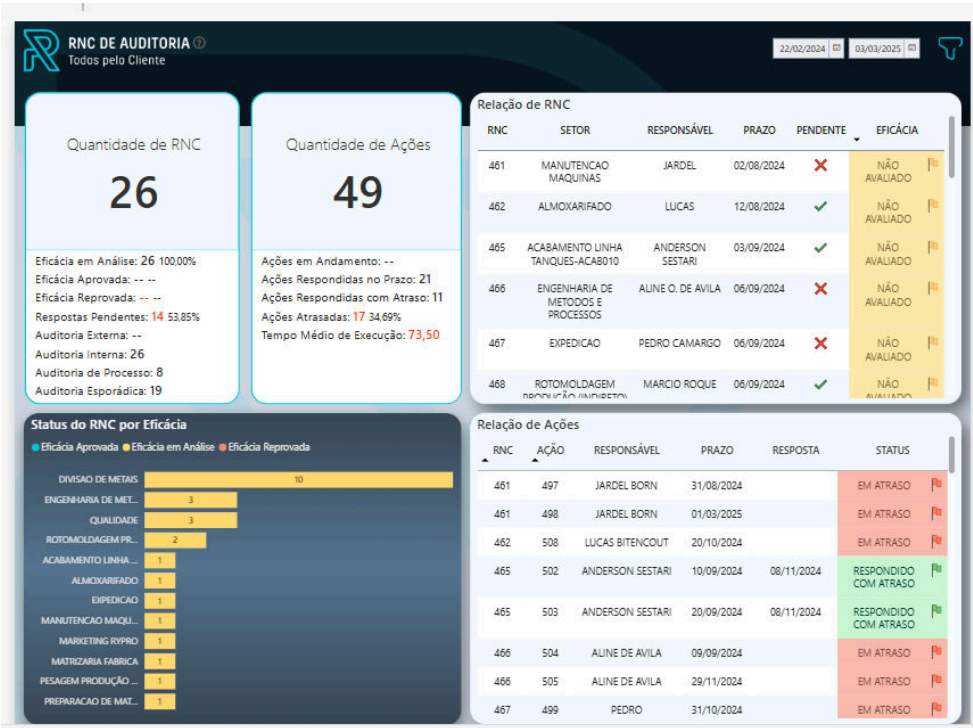 RNC DE AUDITORIA
Todos pelo Cliente
22/02/2024 03/03/2025
Quantidade de RNC
26
Eficácia em Análise: 26 100,00%
Eficácia Aprovada: -- --
Eficácia Reprovada: -- --
Respostas Pendentes: 14 53,85%
Auditoria Externa: --
Auditoria Interna: 26
Auditoria de Processo: 8
Auditoria Esporádica: 19
Quantidade de Ações
49
Ações em Andamento: --
Ações Respondidas no Prazo: 21
Ações Respondidas com Atraso: 11
Ações Atrasadas: 17 34,69%
Tempo Médio de Execução: 73,50
Relação de RNC
RNC SETOR RESPONSÁVEL PRAZO PENDENTE EFICÁCIA
461 MANUTENCAO MAQUINAS JARDEL 02/08/2024 NÃO AVALIADO
462 ALMOXARIFADO LUCAS 12/08/2024 NÃO AVALIADO
465 ACABAMENTO LINHA TANQUES-ACAB010 ANDERSON SESTARI 03/09/2024 NÃO AVALIADO
466 ENGENHARIA DE METODOS E PROCESSOS ALINE O. DE AVILA 06/09/2024 NÃO AVALIADO
467 EXPEDICAO PEDRO CAMARGO 06/09/2024 NÃO AVALIADO
468 ROTOMOLDAGEM PRODUÇÃO (INDIRETO) MARCIO ROQUE 06/09/2024 NÃO AVALIADO
Status do RNC por Eficácia
Eficácia Aprovada Eficácia em Análise Eficácia Reprovada
DIVISAO DE METAIS 10
ENGENHARIA DE MET... 3
QUALIDADE 3
ROTOMOLDAGEM PR... 2
ACABAMENTO LINHA ... 1
ALMOXARIFADO 1
EXPEDICAO 1
MANUTENCAO MAQU... 1
MARKETING RYPRO 1
MATRIZARIA FABRICA 1
PESAGEM PRODUÇÃO ... 1
PREPARACAO DE MAT... 1
Relação de Ações
RNC AÇÃO RESPONSÁVEL PRAZO RESPOSTA STATUS
461 497 JARDEL BORN 31/08/2024 EM ATRASO
461 498 JARDEL BORN 01/03/2025 EM ATRASO
462 508 LUCAS BITENCOUT 20/10/2024 EM ATRASO
465 502 ANDERSON SESTARI 10/09/2024 08/11/2024 RESPONDIDO COM ATRASO
465 503 ANDERSON SESTARI 20/09/2024 08/11/2024 RESPONDIDO COM ATRASO
466 504 ALINE DE AVILA 09/09/2024 EM ATRASO
466 505 ALINE DE AVILA 29/11/2024 EM ATRASO
467 499 PEDRO 31/10/2024 EM ATRASO